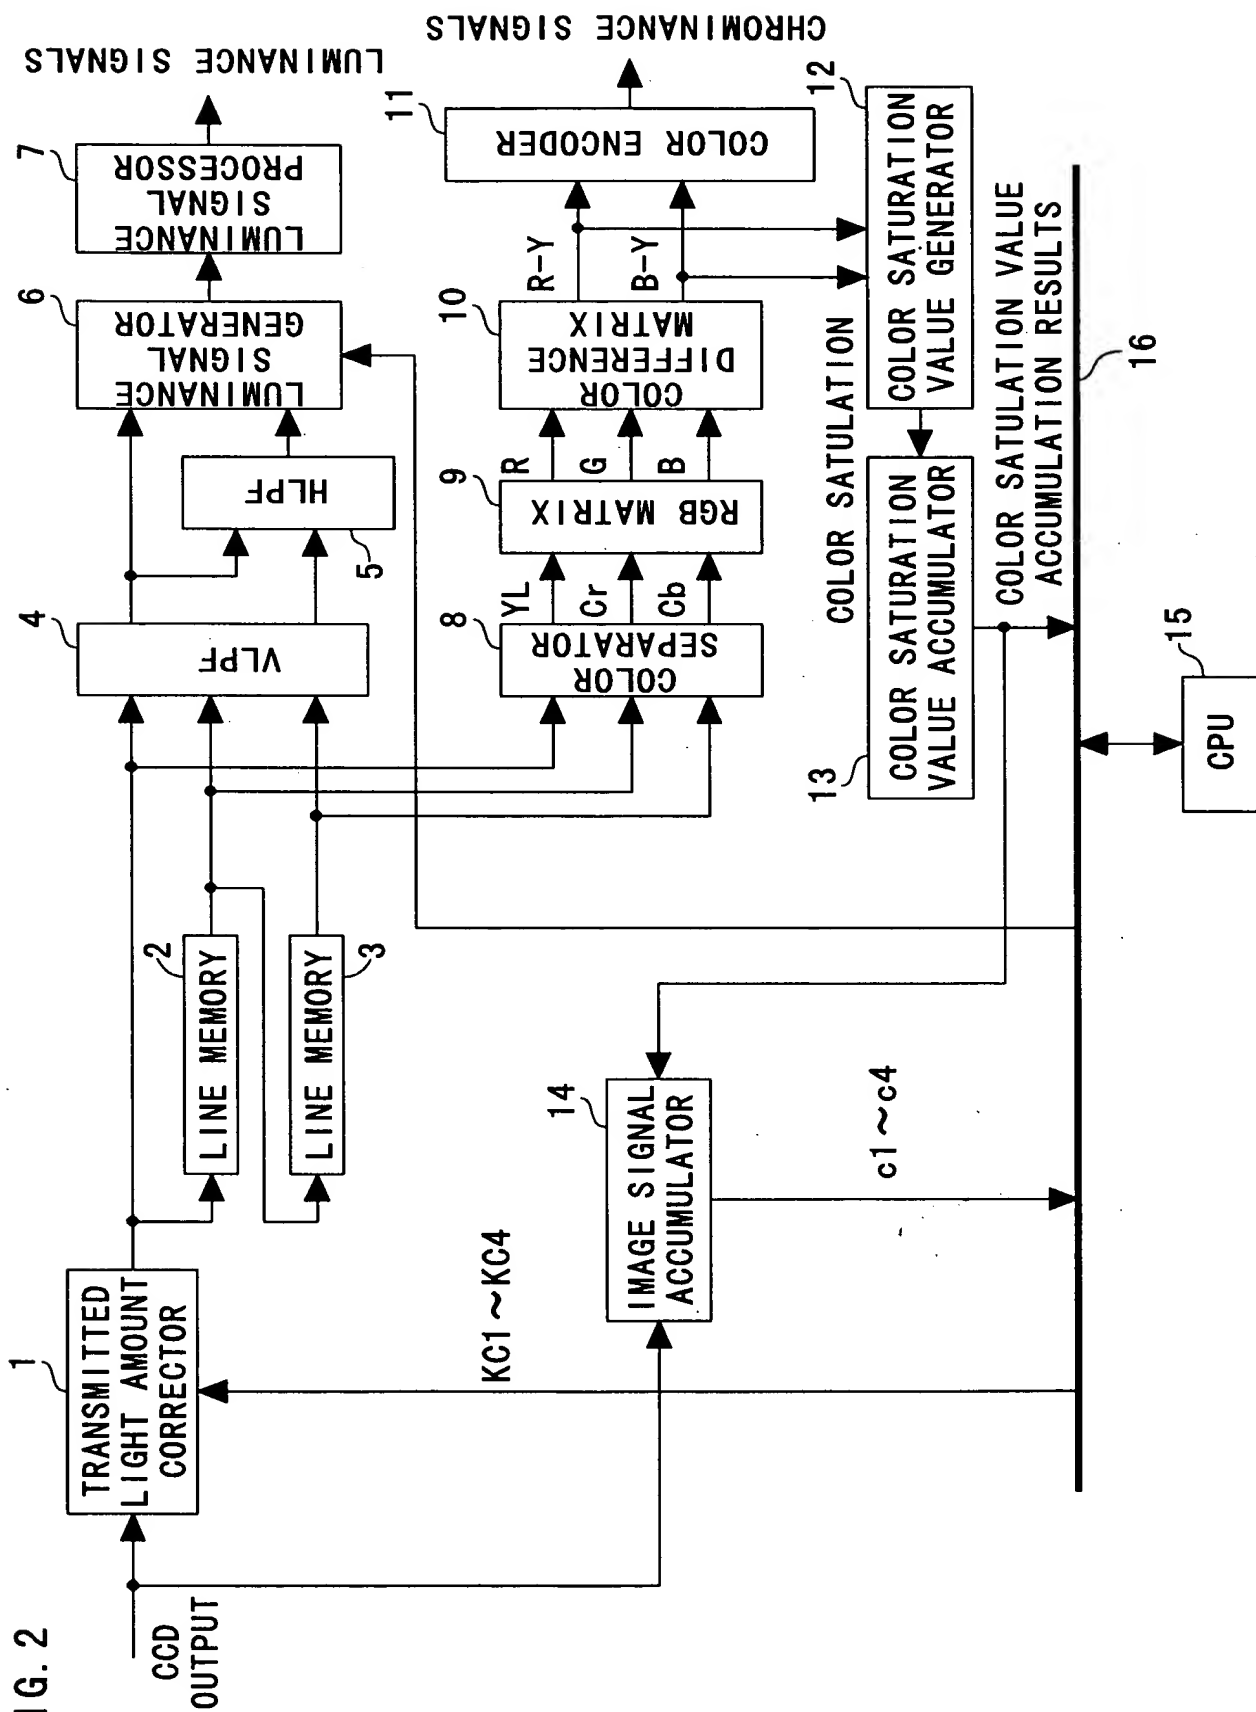 IG. 2
CCD
OUTPUT
1
TRANSMITTED
LIGHT AMOUNT
CORRECTOR
2
LINE MEMORY
3
LINE MEMORY
4
VLPF
5
HLPF
6
LUMINANCE
SIGNAL
GENERATOR
7
LUMINANCE
SIGNAL
PROCESSOR
LUMINANCE SIGNALS
8
COLOR
SEPARATOR
YL
Cr
Cb
9
RGB MATRIX
R
G
B
10
COLOR
DIFFERENCE
MATRIX
R-Y
B-Y
11
COLOR ENCODER
CHROMINANCE SIGNALS
12
COLOR SATURATION
VALUE GENERATOR
COLOR SATULATION
13
COLOR SATURATION
VALUE ACCUMULATOR
COLOR SATULATION VALUE
ACCUMULATION RESULTS
14
IMAGE SIGNAL
ACCUMULATOR
KC1~KC4
c1~c4
15
CPU
16